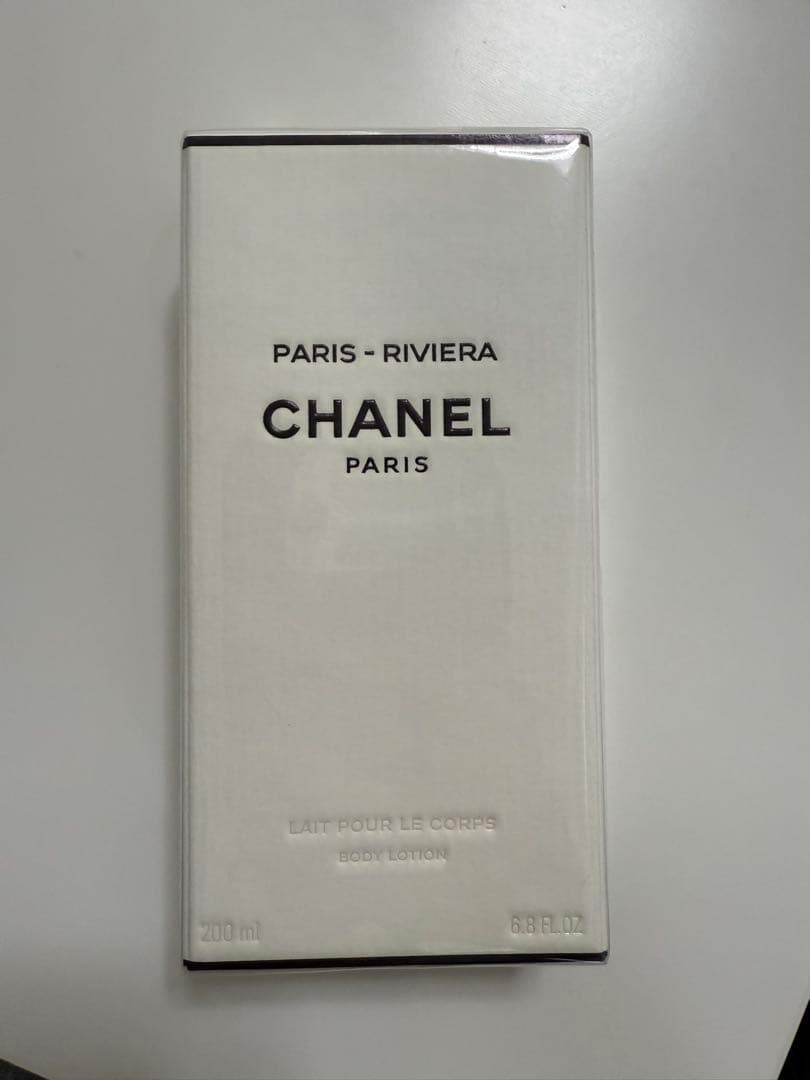 PARIS - RIVIERA
CHANEL
PARIS
LAIT POUR LE CORPS
BODY LOTION
200 ml
6.8 FL.OZ